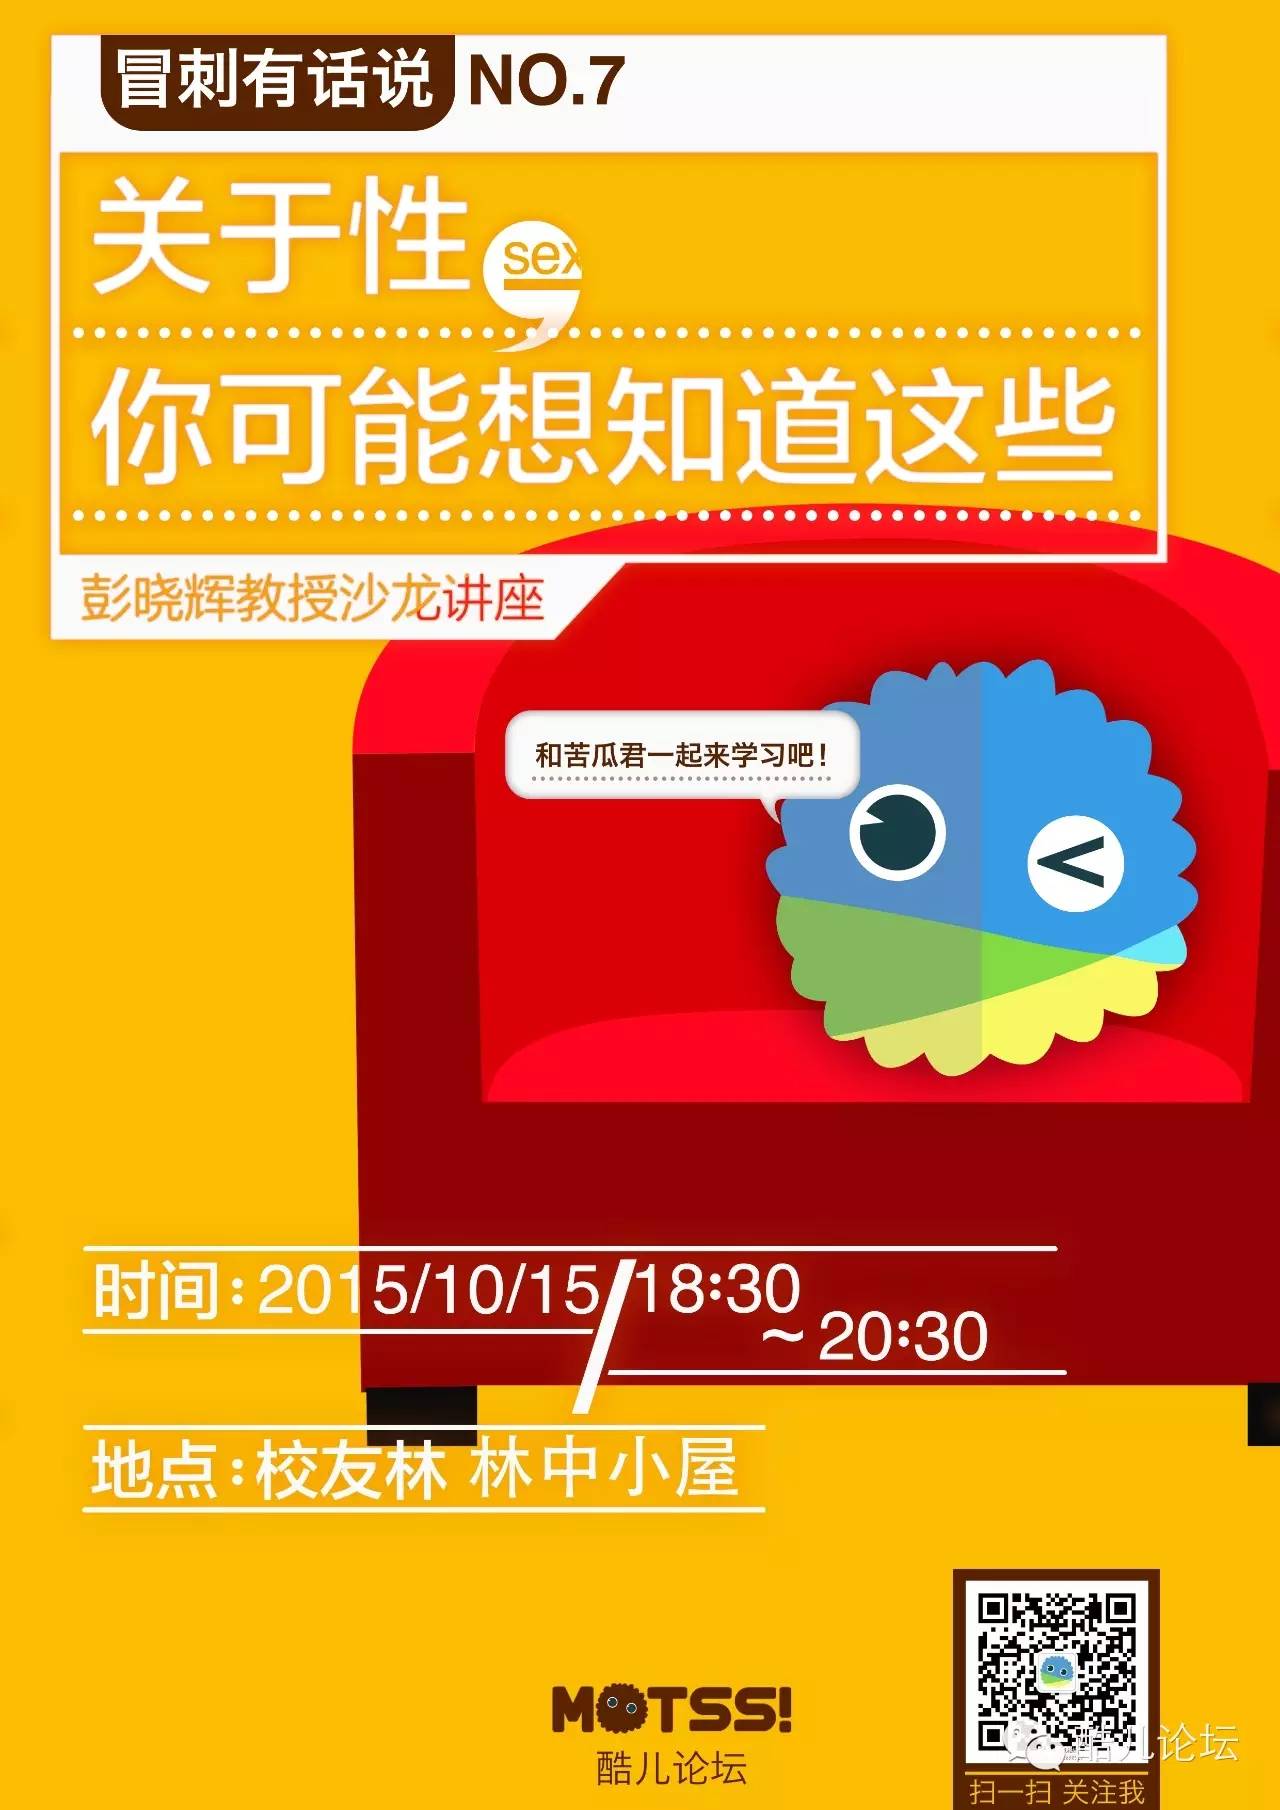 冒刺有话说 NO.7
关于性,
sex
你可能想知道这些
彭晓辉教授沙龙讲座
和苦瓜君一起来学习吧!
时间:2015/10/15/18:30
~20:30
地点:校友林 林中小屋
MOTSS!
酷儿论坛
酷儿论坛
扫一扫 关注我